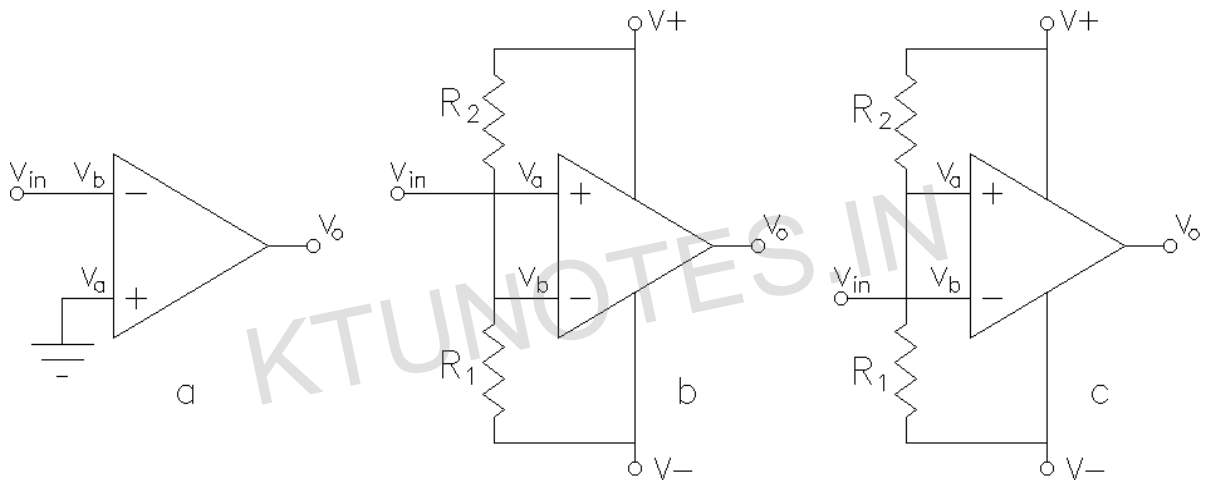 V+
V+
R2
R2
Vin
Vb
−
Vin
Va
+
Va
+
Vo
Vo
Vo
Va
+
Vb
−
Vin
Vb
−
R1
R1
a
b
c
V−
V−
KTUNOTES.IN